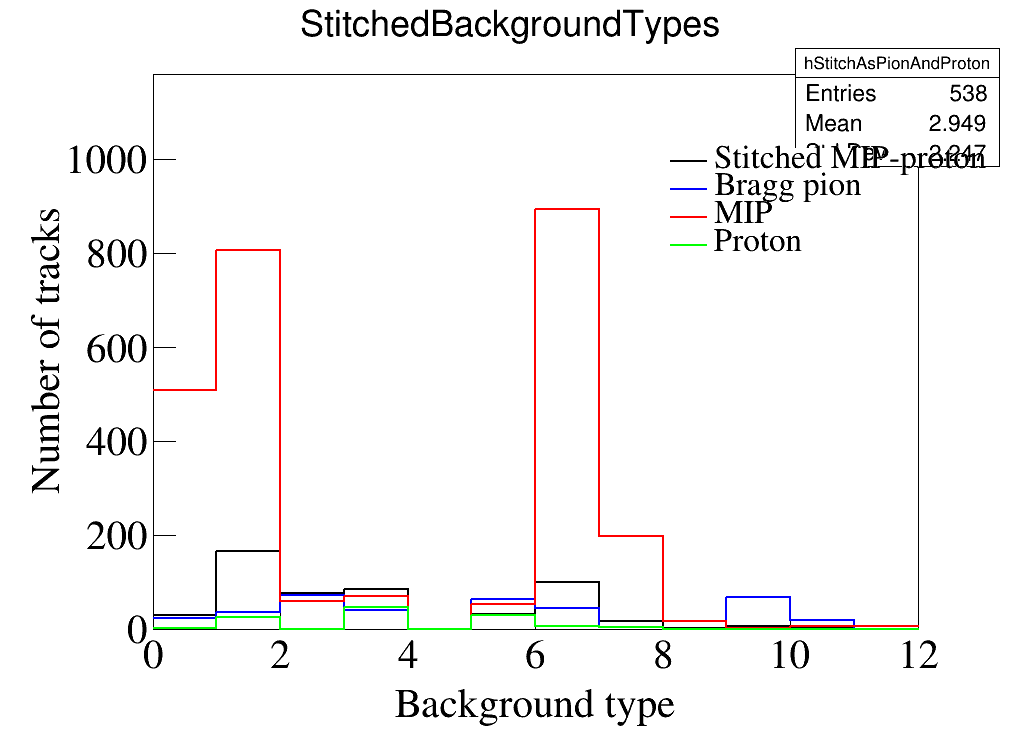 StitchedBackgroundTypes
hStitchAsPionAndProton
Entries 538
Mean 2.949
Stitched MIP-proton
Bragg pion
MIP
Proton
Number of tracks
1000
800
600
400
200
0
0 2 4 6 8 10 12
Background type